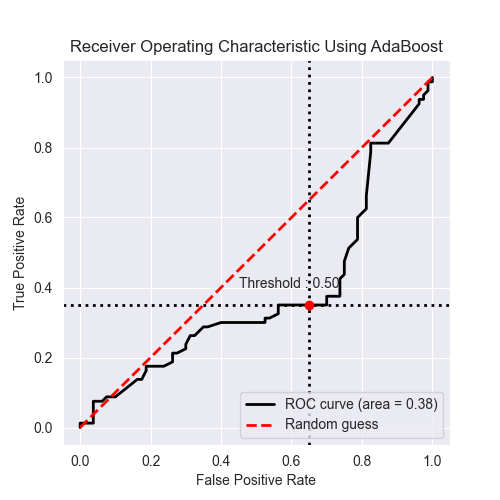 Receiver Operating Characteristic Using AdaBoost
1.0
0.8
0.6
0.4
0.2
0.0
True Positive Rate
Threshold : 0.50
ROC curve (area = 0.38)
Random guess
0.0 0.2 0.4 0.6 0.8 1.0
False Positive Rate